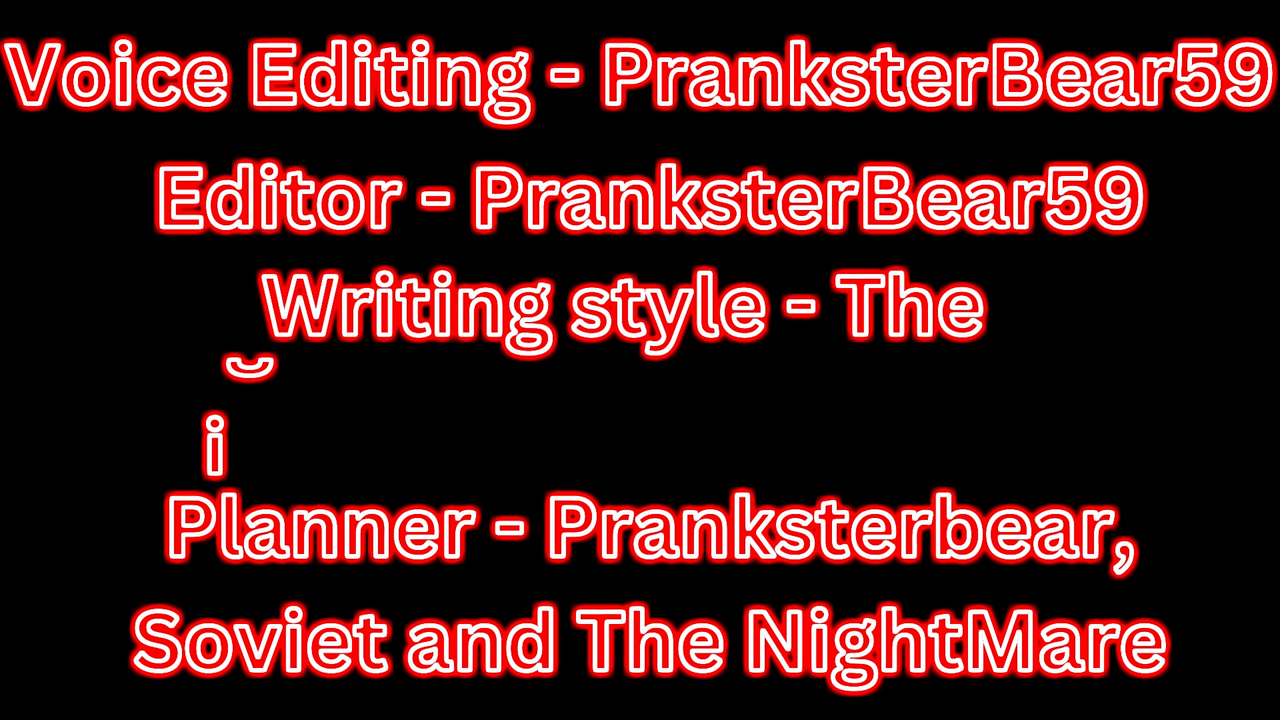 Voice Editing - PranksterBear59
Editor - PranksterBear59
Writing style - The
˘
i
Planner - Pranksterbear,
Soviet and The NightMare